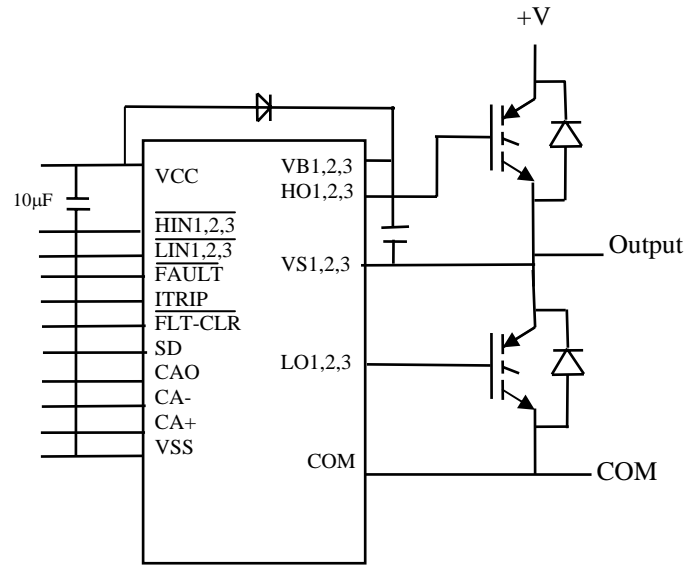 +V
VCC
10μF
HIN1,2,3
LIN1,2,3
FAULT
ITRIP
FLT-CLR
SD
CAO
CA-
CA+
VSS
VB1,2,3
HO1,2,3
VS1,2,3
LO1,2,3
COM
Output
COM